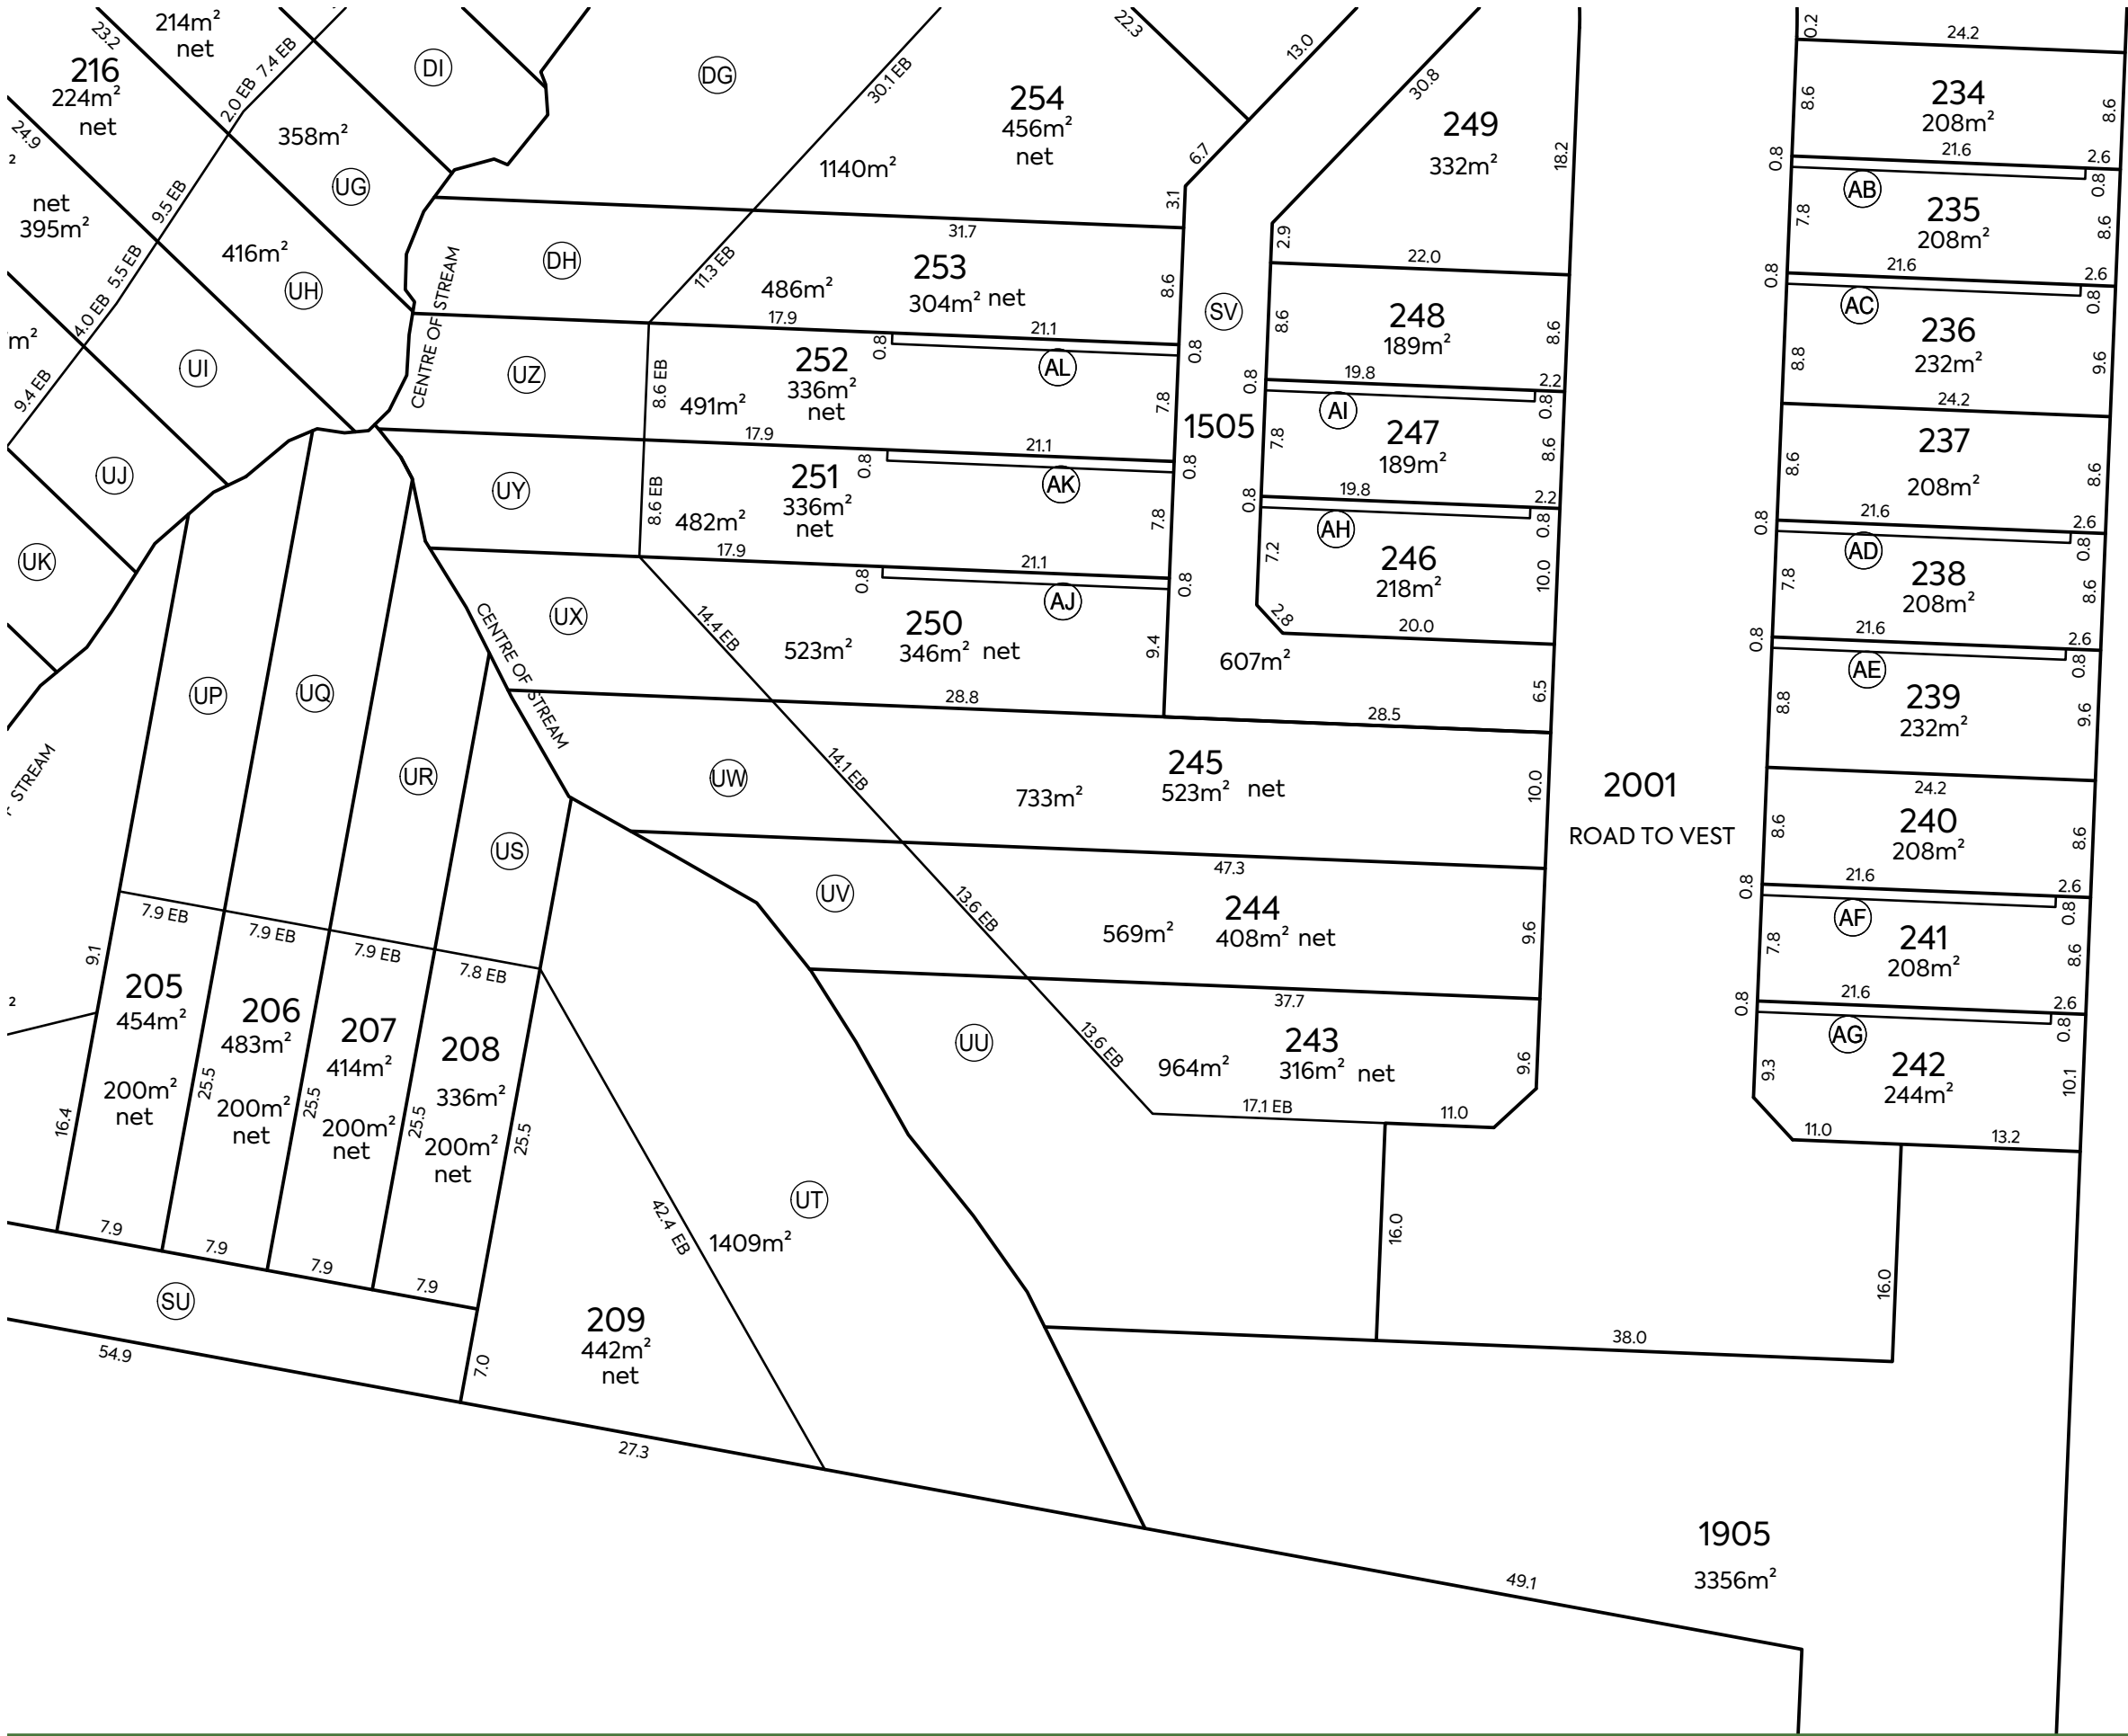 23.2
214m²
net
216
224m²
net
24.9
²
net
395m²
m²
2.0 EB
7.4 EB
9.5 EB
5.5 EB
4.0 EB
9.4 EB
DI
358m²
UG
416m²
UH
UI
UJ
UK
CENTRE OF STREAM
DG
30.1 EB
22.3
13.0
254
456m²
net
1140m²
6.7
3.1
31.7
DH
11.3 EB
253
486m²
304m² net
8.6
17.9
21.1
0.8
0.8
AL
UZ
8.6 EB
252
336m²
net
491m²
7.8
17.9
21.1
0.8
0.8
AK
UY
8.6 EB
251
336m²
net
482m²
7.8
17.9
21.1
0.8
0.8
AJ
UX
14.4 EB
250
523m²
346m² net
9.4
28.8
CENTRE OF STREAM
SV
1505
607m²
28.5
6.5
30.8
249
332m²
18.2
2.9
22.0
248
189m²
8.6
8.6
19.8
2.2
0.8
0.8
AI
247
189m²
7.8
8.6
19.8
2.2
0.8
0.8
AH
246
218m²
7.2
10.0
2.8
20.0
UW
14.1 EB
245
733m²
523m² net
10.0
47.3
UV
13.6 EB
244
569m²
408m² net
9.6
37.7
UU
13.6 EB
243
964m²
316m² net
9.6
17.1 EB
11.0
16.0
16.0
38.0
2001
ROAD TO VEST
0.2
24.2
234
208m²
8.6
8.6
21.6
2.6
0.8
0.8
AB
235
208m²
7.8
8.6
21.6
2.6
0.8
0.8
AC
236
232m²
8.8
9.6
24.2
237
208m²
8.6
8.6
21.6
2.6
0.8
0.8
AD
238
208m²
7.8
8.6
21.6
2.6
0.8
0.8
AE
239
232m²
8.8
9.6
24.2
240
208m²
8.6
8.6
21.6
2.6
0.8
0.8
AF
241
208m²
7.8
8.6
21.6
2.6
0.8
0.8
AG
242
244m²
9.3
10.1
11.0
13.2
STREAM
UP
UQ
UR
US
7.9 EB
7.9 EB
7.9 EB
7.8 EB
9.1
²
205
454m²
200m²
net
16.4
206
483m²
200m²
net
25.5
207
414m²
200m²
net
25.5
208
336m²
200m²
net
25.5
25.5
7.9
7.9
7.9
7.9
SU
54.9
7.0
42.4 EB
UT
1409m²
209
442m²
net
27.3
49.1
1905
3356m²